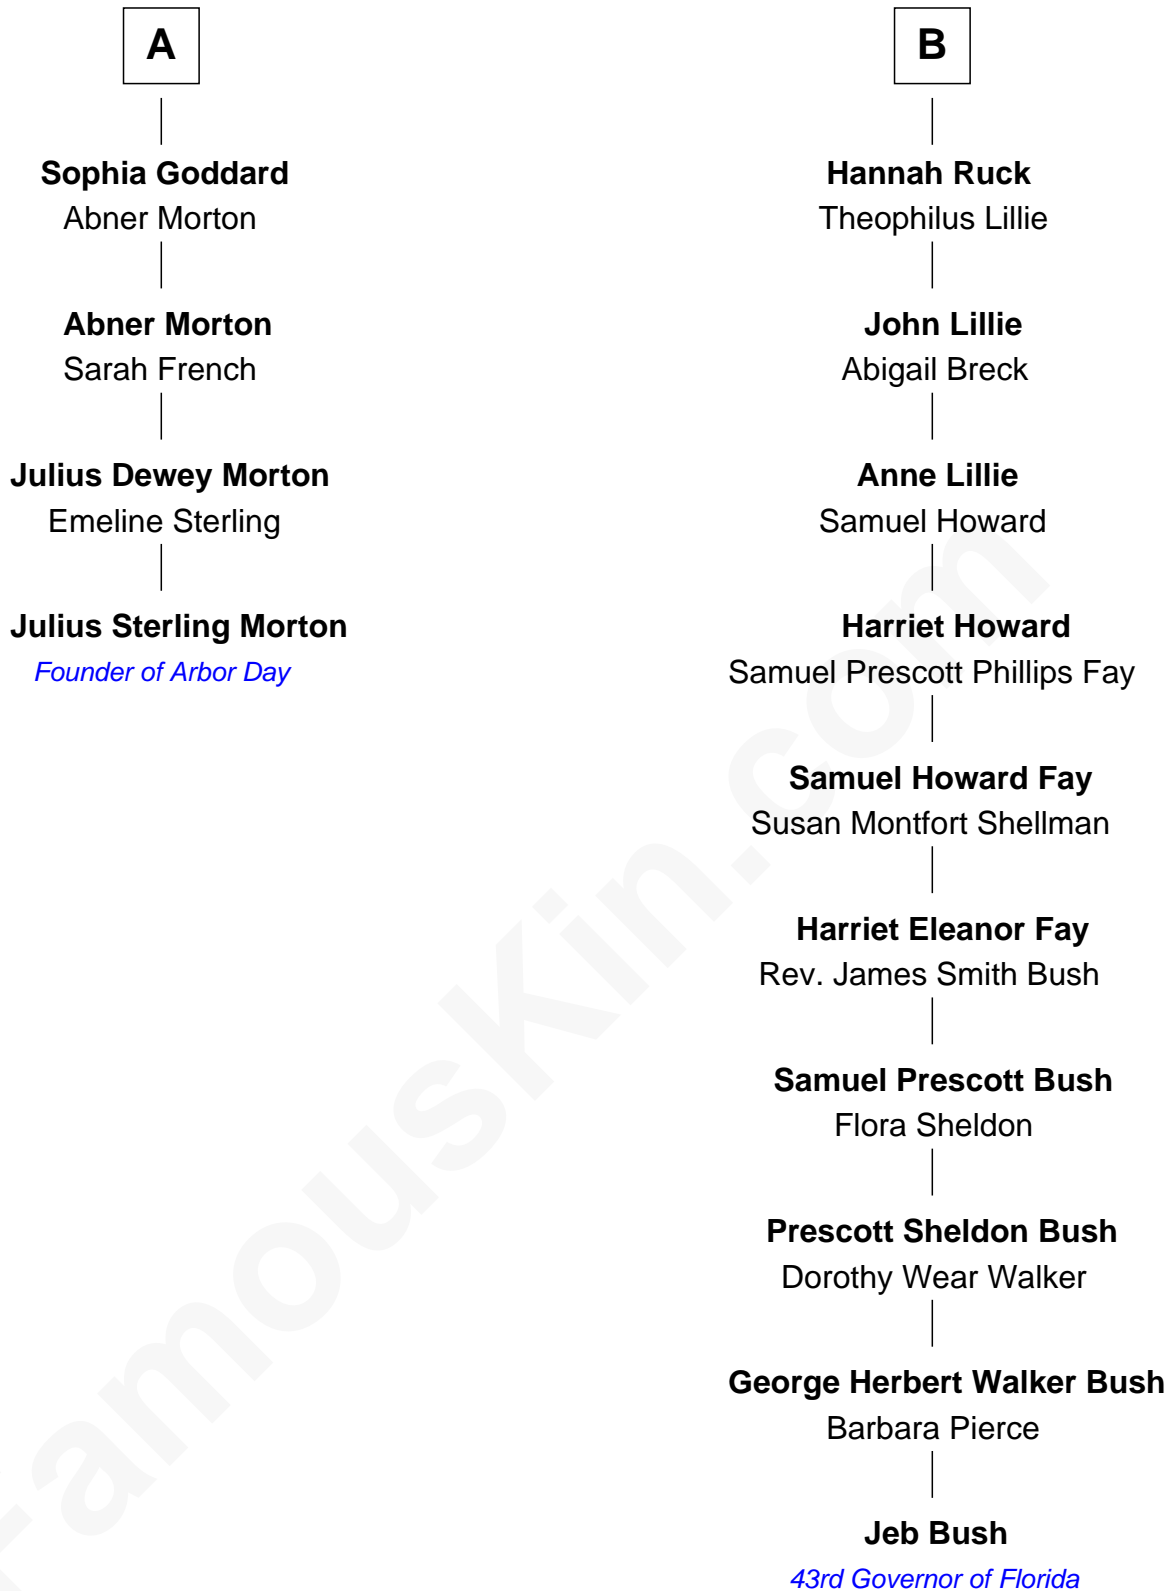 A
Sophia Goddard
Abner Morton
Abner Morton
Sarah French
Julius Dewey Morton
Emeline Sterling
Julius Sterling Morton
Founder of Arbor Day
B
Hannah Ruck
Theophilus Lillie
John Lillie
Abigail Breck
Anne Lillie
Samuel Howard
Harriet Howard
Samuel Prescott Phillips Fay
Samuel Howard Fay
Susan Montfort Shellman
Harriet Eleanor Fay
Rev. James Smith Bush
Samuel Prescott Bush
Flora Sheldon
Prescott Sheldon Bush
Dorothy Wear Walker
George Herbert Walker Bush
Barbara Pierce
Jeb Bush
43rd Governor of Florida
FamousKin.com